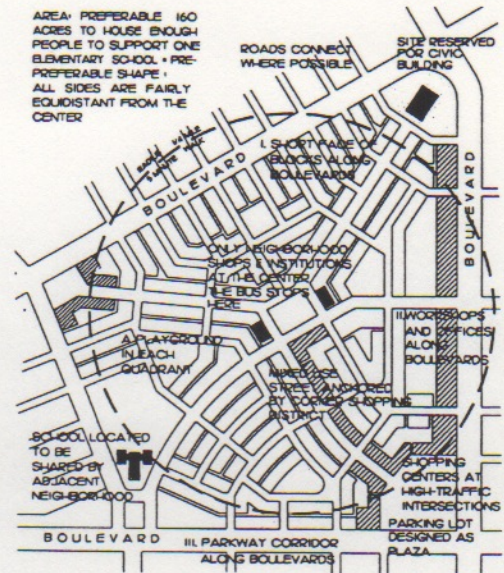 AREA: PREFERABLE 160
ACRES TO HOUSE ENOUGH
PEOPLE TO SUPPORT ONE
ELEMENTARY SCHOOL • PRE-
PREFERABLE SHAPE :
ALL SIDES ARE FAIRLY
EQUIDISTANT FROM THE
CENTER
ROADS CONNECT
WHERE POSSIBLE
SITE RESERVED
FOR CIVIC
BUILDING
5 MINUTE WALK
BOULEVARD
I. SHORT FACE OF
BLOCKS ALONG
BOULEVARDS
BOULEVARD
ONLY NEIGHBORHOOD
SHOPS & INSTITUTIONS
AT THE CENTER
THE BUS STOPS
HERE
II. WORKSHOPS
AND OFFICES
ALONG
BOULEVARDS
A PLAYGROUND
IN EACH
QUADRANT
MIXED USE
STREET ANCHORED
BY CORNER SHOPPING
DISTRICT
SCHOOL LOCATED
TO BE
SHARED BY
ADJACENT
NEIGHBORHOOD
SHOPPING
CENTERS AT
HIGH-TRAFFIC
INTERSECTIONS
PARKING LOT
DESIGNED AS
PLAZA
BOULEVARD
III. PARKWAY CORRIDOR
ALONG BOULEVARDS